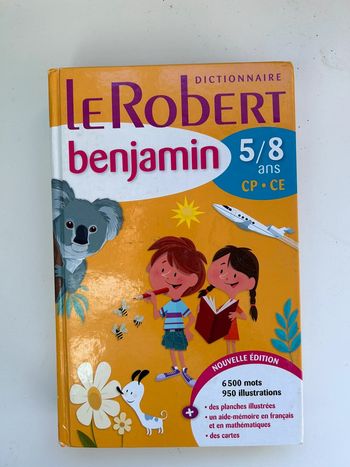 DICTIONNAIRE
LE ROBERT
benjamin
5/8
ans
CP • CE
NOUVELLE ÉDITION
6 500 mots
950 illustrations
+
• des planches illustrées
• un aide-mémoire en français
et en mathématiques
• des cartes